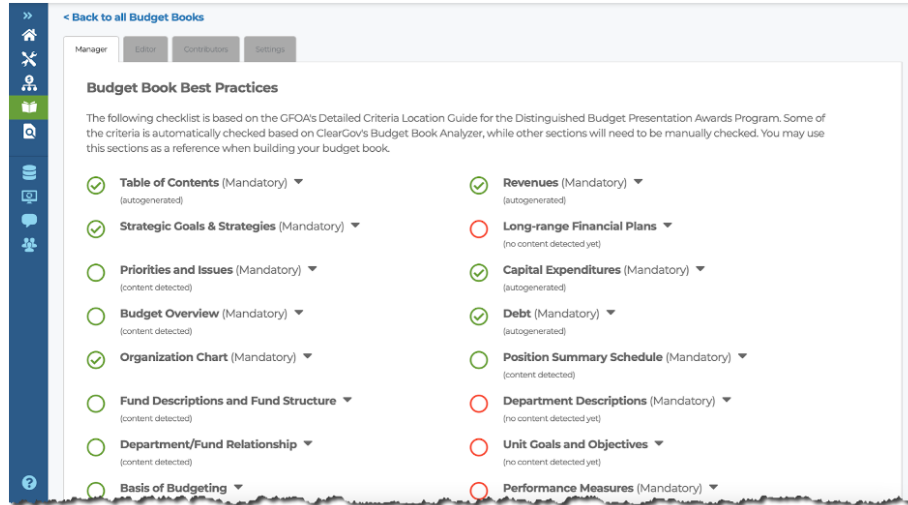 < Back to all Budget Books
Manager
Editor
Contributors
Settings
Budget Book Best Practices
The following checklist is based on the GFOA's Detailed Criteria Location Guide for the Distinguished Budget Presentation Awards Program. Some of
the criteria is automatically checked based on ClearGov's Budget Book Analyzer, while other sections will need to be manually checked. You may use
this sections as a reference when building your budget book.
Table of Contents (Mandatory)
(autogenerated)
Strategic Goals & Strategies (Mandatory)
Priorities and Issues (Mandatory)
(content detected)
Budget Overview (Mandatory)
(content detected)
Organization Chart (Mandatory)
Fund Descriptions and Fund Structure
(content detected)
Department/Fund Relationship
(content detected)
Basis of Budgeting
Revenues (Mandatory)
(autogenerated)
Long-range Financial Plans
(no content detected yet)
Capital Expenditures (Mandatory)
(autogenerated)
Debt (Mandatory)
(autogenerated)
Position Summary Schedule (Mandatory)
(content detected)
Department Descriptions (Mandatory)
(no content detected yet)
Unit Goals and Objectives
(no content detected yet)
Performance Measures (Mandatory)